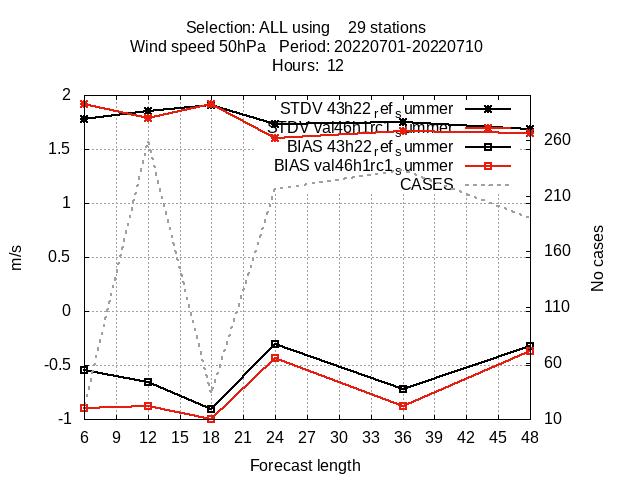 Selection: ALL using    29 stations
Wind speed 50hPa   Period: 20220701-20220710
Hours:  12
STDV 43h22_ref_summer
STDV val46h1rc1_summer
BIAS 43h22_ref_summer
BIAS val46h1rc1_summer
CASES
2
1.5
1
0.5
0
-0.5
-1
m/s
260
210
160
110
60
10
No cases
6 9 12 15 18 21 24 27 30 33 36 39 42 45 48
Forecast length